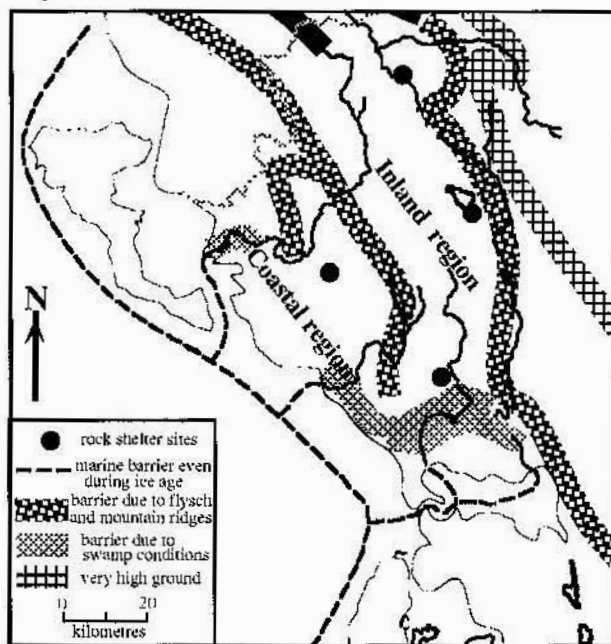 Inland region
Coastal region
N
rock shelter sites
marine barrier even
during ice age
barrier due to flysch
and mountain ridges
barrier due to
swamp conditions
very high ground
0 20
kilometres